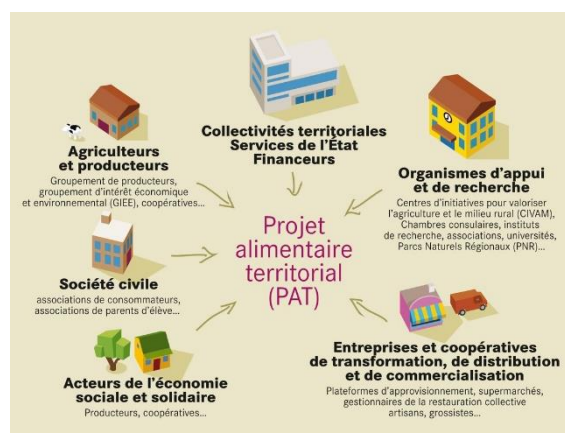 Collectivités territoriales
Services de l'État
Financeurs
Agriculteurs
et producteurs
Groupement de producteurs,
groupement d'intérêt économique
et environnemental (GIEE), coopératives...
Organismes d'appui
et de recherche
Centres d'initiatives pour valoriser
l'agriculture et le milieu rural (CIVAM),
Chambres consulaires, instituts
de recherche, associations, universités,
Parcs Naturels Régionaux (PNR)...
Projet
alimentaire
territorial
(PAT)
Société civile
associations de consommateurs,
associations de parents d'élève...
Acteurs de l'économie
sociale et solidaire
Producteurs, coopératives...
Entreprises et coopératives
de transformation, de distribution
et de commercialisation
Plateformes d'approvisionnement, supermarchés,
gestionnaires de la restauration collective
artisans, grossistes...